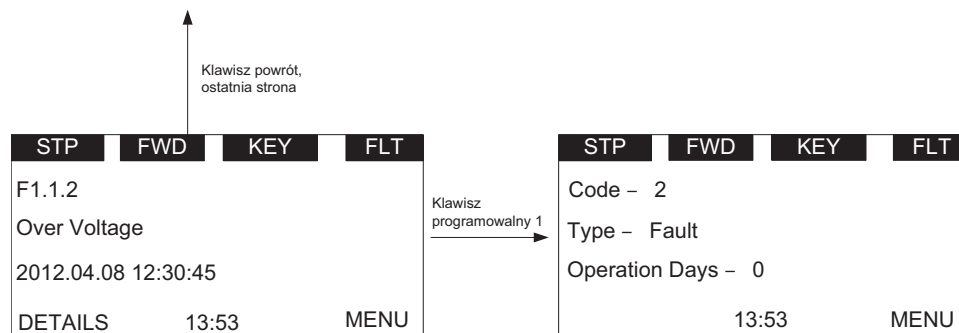 Klawisz powrót,
ostatnia strona
STP FWD KEY FLT
F1.1.2
Over Voltage
2012.04.08 12:30:45
DETAILS 13:53 MENU
Klawisz
programowalny 1
STP FWD KEY FLT
Code – 2
Type – Fault
Operation Days – 0
13:53 MENU